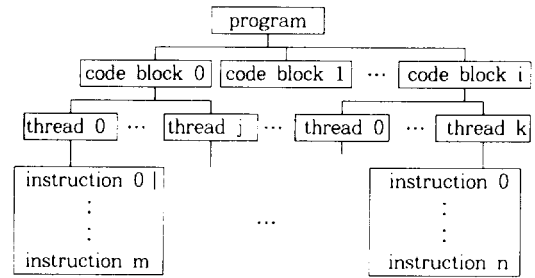 program
code block 0 code block 1 ... code block i
thread 0 ... thread j ... thread 0 ... thread k
instruction 0 instruction 0
. .
. ... .
. .
instruction m instruction n